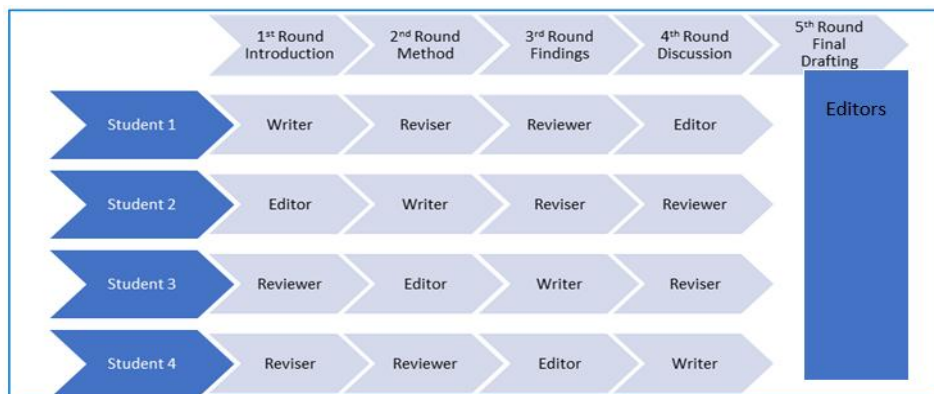 1st Round
Introduction
2nd Round
Method
3rd Round
Findings
4th Round
Discussion
5th Round
Final
Drafting
Student 1
Writer
Reviser
Reviewer
Editor
Editors
Student 2
Editor
Writer
Reviser
Reviewer
Student 3
Reviewer
Editor
Writer
Reviser
Student 4
Reviser
Reviewer
Editor
Writer